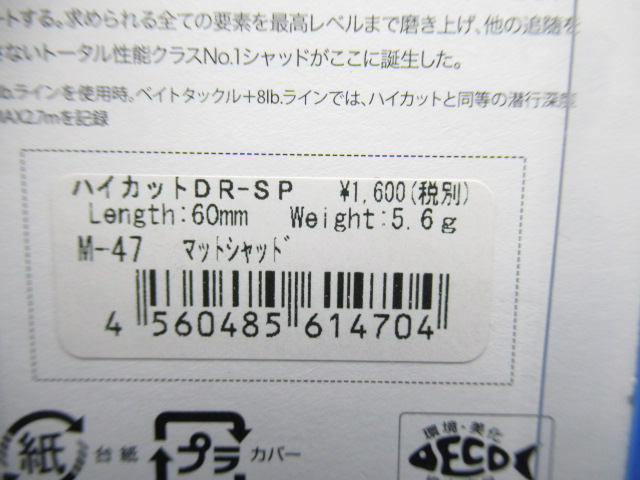 ートする。求められる全ての要素を最高レベルまで磨き上げ、他の追随を
ないトータル性能クラスNo.1シャッドがここに誕生した。
lb.ラインを使用時。ベイトタックル+8lb.ラインでは、ハイカットと同等の潜行深度
MAX2.7mを記録
ハイカットDR-SP ¥1,600(税別)
Length:60mm Weight:5.6g
M-47 マットシャッド
4 560485 614704
紙 台紙 プラ カバー
環境・美化
ECO